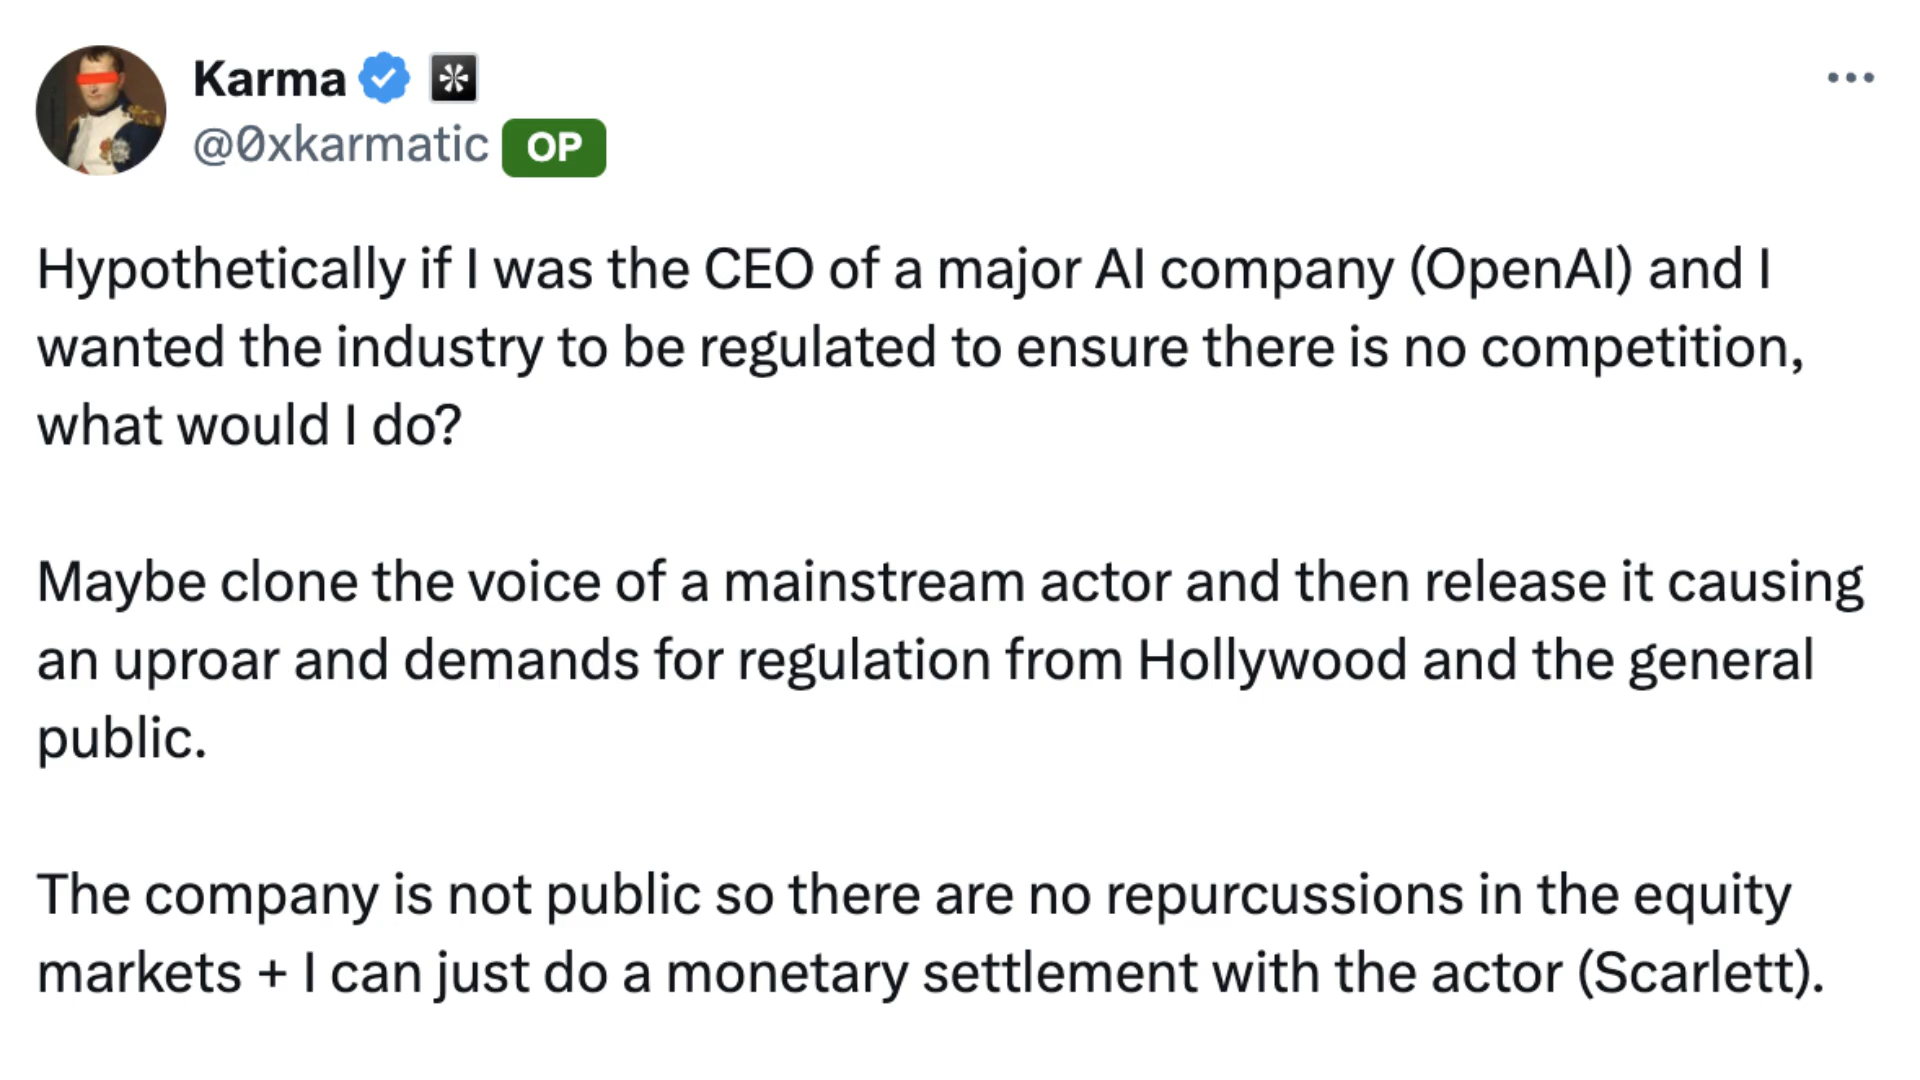 Karma
@0xkarmatic OP
Hypothetically if I was the CEO of a major AI company (OpenAI) and I
wanted the industry to be regulated to ensure there is no competition,
what would I do?
Maybe clone the voice of a mainstream actor and then release it causing
an uproar and demands for regulation from Hollywood and the general
public.
The company is not public so there are no repurcussions in the equity
markets + I can just do a monetary settlement with the actor (Scarlett).